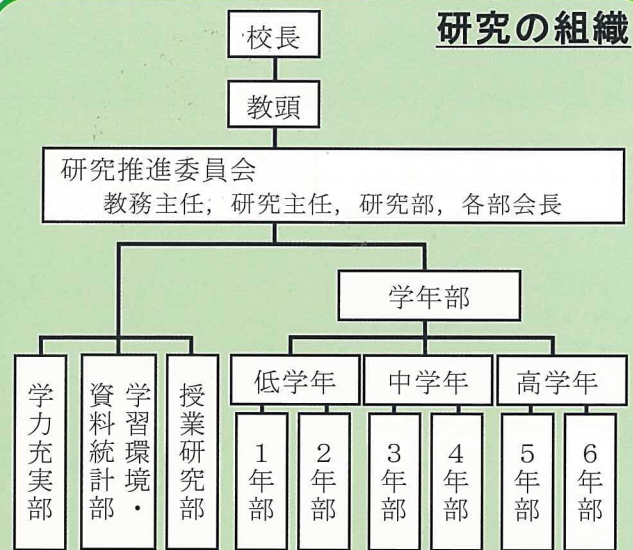 研究の組織
校長
教頭
研究推進委員会
教務主任，研究主任，研究部，各部会長
学年部
学力充実部
学習環境・
資料統計部
授業研究部
低学年
中学年
高学年
1年部
2年部
3年部
4年部
5年部
6年部